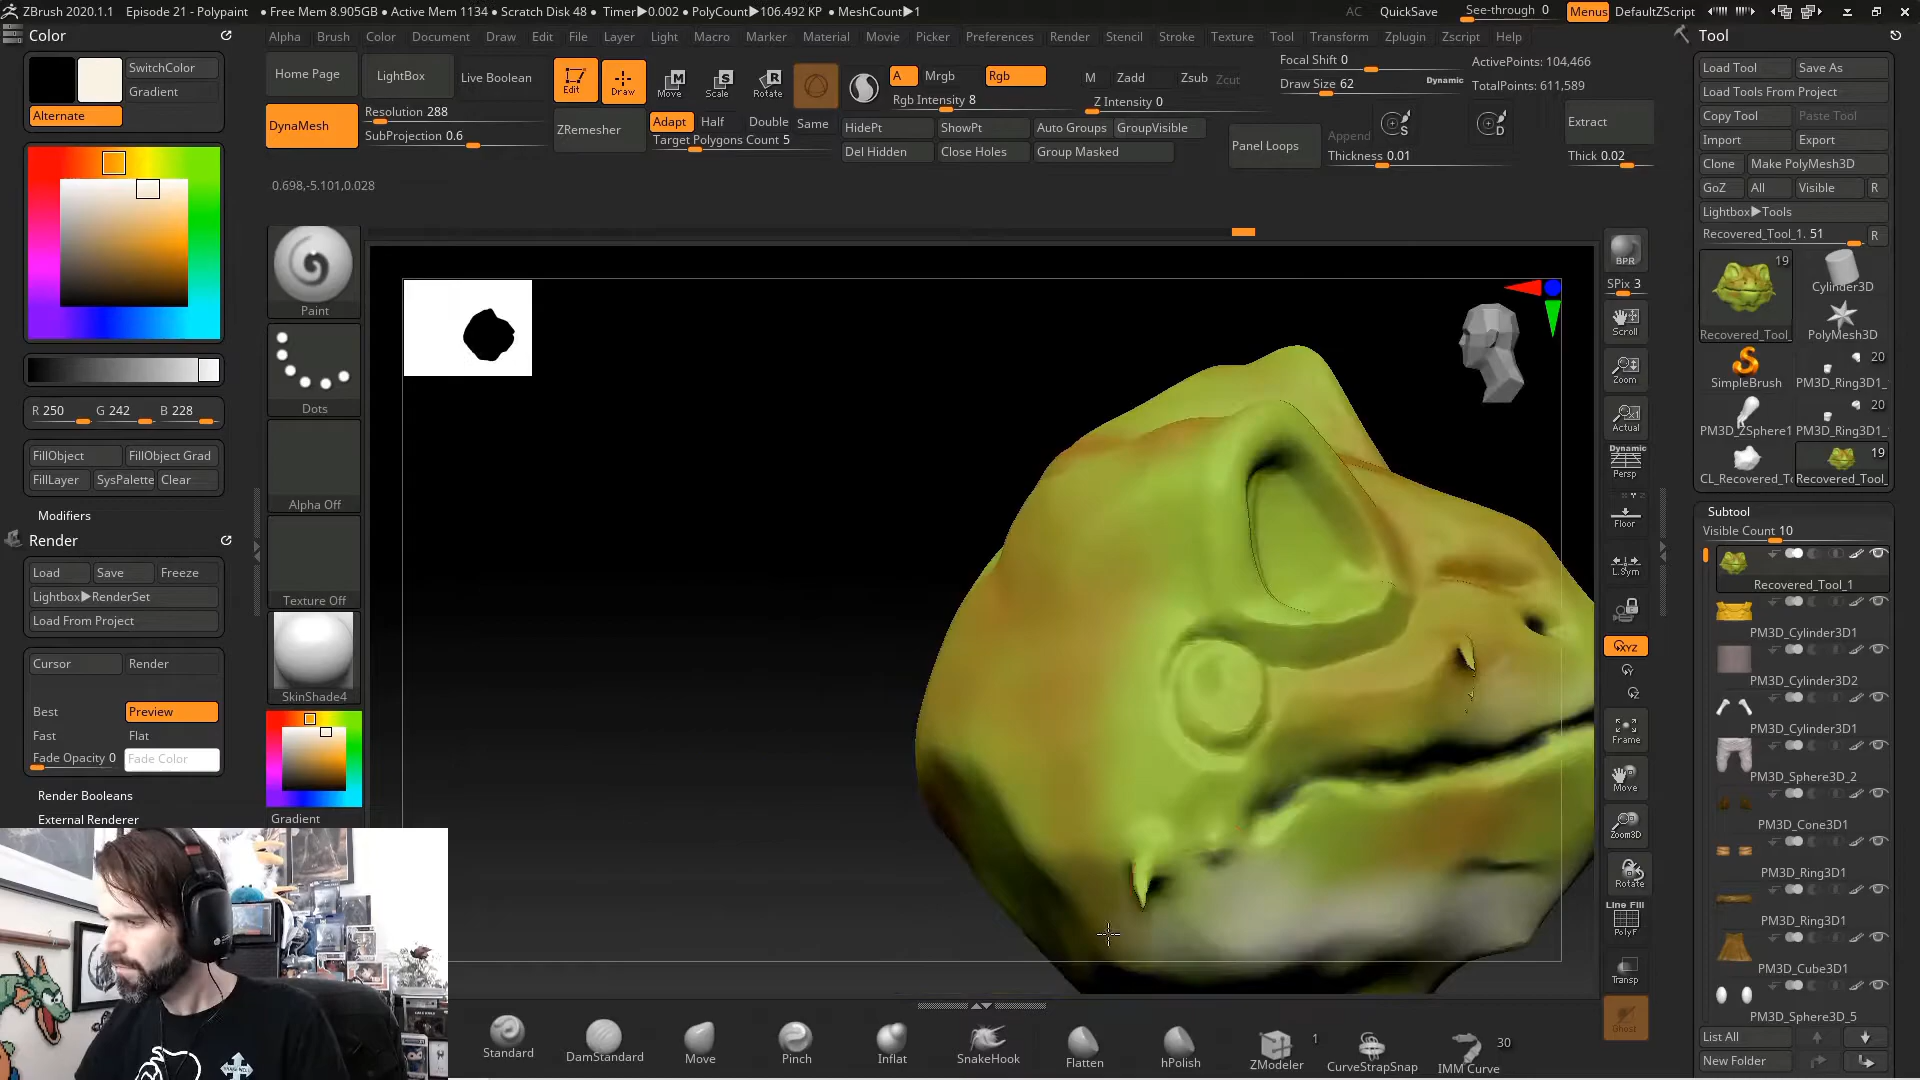 ZBrush 2020.1.1 Episode 21 - Polypaint • Free Mem 8.905GB • Active Mem 1134 • Scratch Disk 48 • Timer▶0.002 • PolyCount▶106.492 KP • MeshCount▶1 AC QuickSave See-through 0 Menus DefaultZScript
Color
Alpha Brush Color Document Draw Edit File Layer Light Macro Marker Material Movie Picker Preferences Render Stencil Stroke Texture Tool Transform Zplugin Zscript Help
Tool
SwitchColor
Gradient
Alternate
Home Page LightBox Live Boolean Edit Draw Move Scale Rotate A Mrgb Rgb M Zadd Zsub Zcut
Rgb Intensity 8 Z Intensity 0
Focal Shift 0
Draw Size 62 Dynamic
ActivePoints: 104,466
TotalPoints: 611,589
DynaMesh
Resolution 288
SubProjection 0.6
ZRemesher
Adapt Half Double Same
Target Polygons Count 5
HidePt ShowPt Auto Groups GroupVisible
Del Hidden Close Holes Group Masked
Panel Loops
Append
S
D
Thickness 0.01
Extract
Thick 0.02
0.698,-5.101,0.028
R 250 G 242 B 228
FillObject FillObject Grad
FillLayer SysPalette Clear
Modifiers
Render
Load Save Freeze
Lightbox▶RenderSet
Load From Project
Cursor Render
Best Preview
Fast Flat
Fade Opacity 0 Fade Color
Render Booleans
External Renderer
Paint
Dots
Alpha Off
Texture Off
SkinShade4
Gradient
BPR
SPix 3
Scroll
Zoom
Actual
Dynamic
Persp
Floor
L.Sym
XYZ
Frame
Move
Zoom3D
Rotate
Line Fill
PolyF
Transp
Ghost
Load Tool Save As
Load Tools From Project
Copy Tool Paste Tool
Import Export
Clone Make PolyMesh3D
GoZ All Visible R
Lightbox▶Tools
Recovered_Tool_1. 51 R
19
Recovered_Tool_
Cylinder3D
PolyMesh3D
SimpleBrush
20
PM3D_Ring3D1_
PM3D_ZSphere1
20
PM3D_Ring3D1_
CL_Recovered_To
19
Recovered_Tool_
Subtool
Visible Count 10
Recovered_Tool_1
PM3D_Cylinder3D1
PM3D_Cylinder3D2
PM3D_Cylinder3D1
PM3D_Sphere3D_2
PM3D_Cone3D1
PM3D_Ring3D1
PM3D_Ring3D1
PM3D_Cube3D1
PM3D_Sphere3D_5
List All
New Folder
Standard DamStandard Move Pinch Inflat SnakeHook Flatten hPolish ZModeler 1 CurveStrapSnap IMM Curve 30